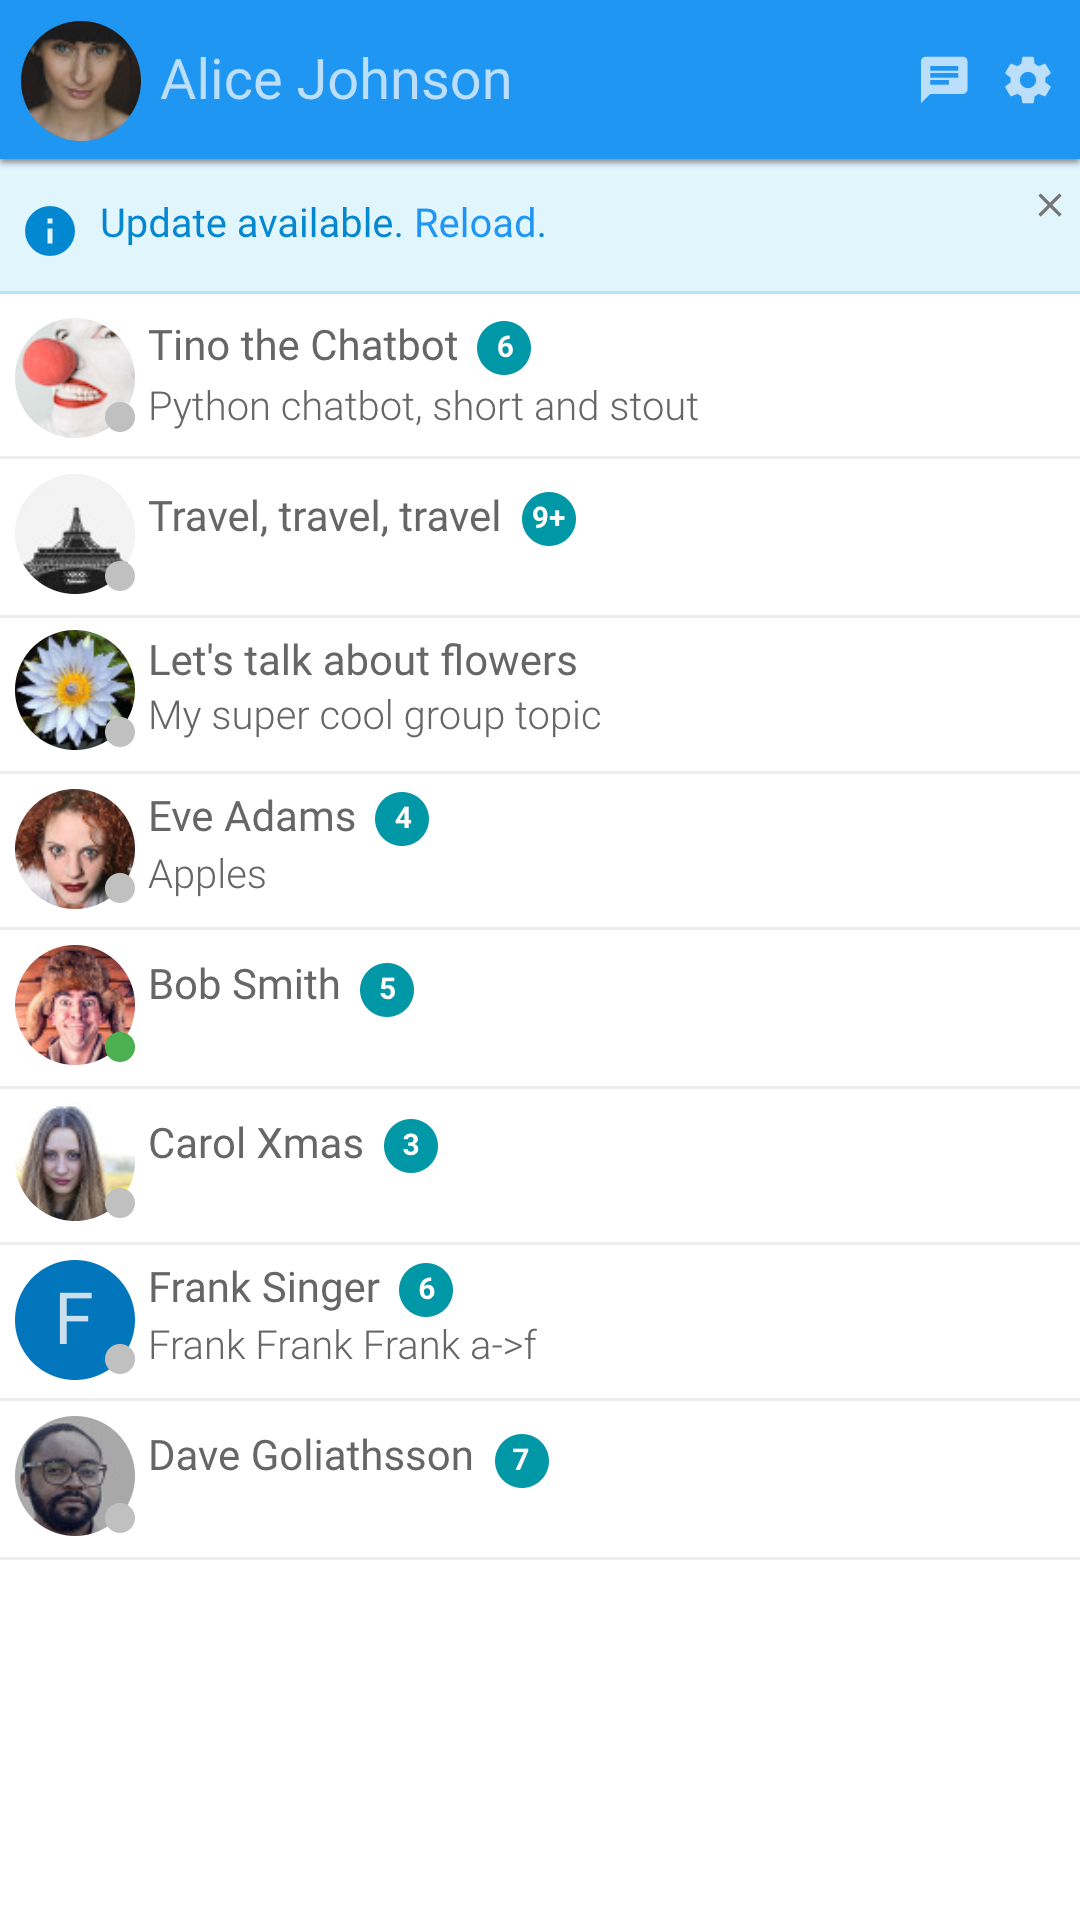 Alice Johnson
Update available. Reload.
Tino the Chatbot 6
Python chatbot, short and stout
Travel, travel, travel 9+
Let's talk about flowers
My super cool group topic
Eve Adams 4
Apples
Bob Smith 5
Carol Xmas 3
F
Frank Singer 6
Frank Frank Frank a->f
Dave Goliathsson 7